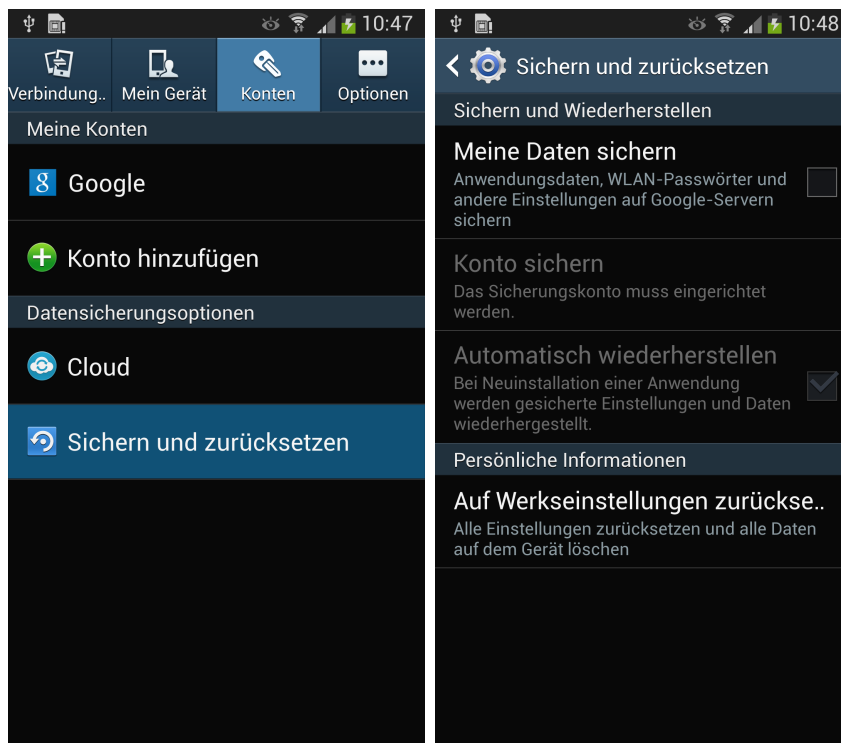 10:47
Verbindung..
Mein Gerät
Konten
Optionen
Meine Konten
8 Google
Konto hinzufügen
Datensicherungsoptionen
Cloud
Sichern und zurücksetzen
10:48
Sichern und zurücksetzen
Sichern und Wiederherstellen
Meine Daten sichern
Anwendungsdaten, WLAN-Passwörter und
andere Einstellungen auf Google-Servern
sichern
Konto sichern
Das Sicherungskonto muss eingerichtet
werden.
Automatisch wiederherstellen
Bei Neuinstallation einer Anwendung
werden gesicherte Einstellungen und Daten
wiederhergestellt.
Persönliche Informationen
Auf Werkseinstellungen zurückse..
Alle Einstellungen zurücksetzen und alle Daten
auf dem Gerät löschen